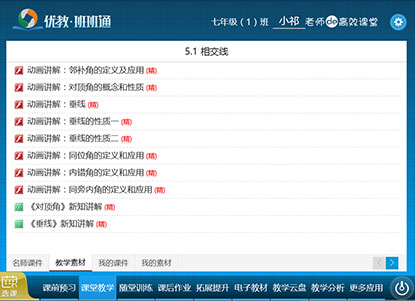 优教·班班通
七年级（1）班 小祁 老师de高效课堂
5.1 相交线
动画讲解：邻补角的定义及应用(精)
动画讲解：对顶角的概念和性质(精)
动画讲解：垂线(精)
动画讲解：垂线的性质一(精)
动画讲解：垂线的性质二(精)
动画讲解：同位角的定义和应用(精)
动画讲解：内错角的定义和应用(精)
动画讲解：同旁内角的定义和应用(精)
《对顶角》新知讲解(精)
《垂线》新知讲解(精)
名师课件 教学素材 我的课件 我的素材
选课 课前预习 课堂教学 随堂训练 课后作业 拓展提升 电子教材 教学云盘 教学分析 更多应用